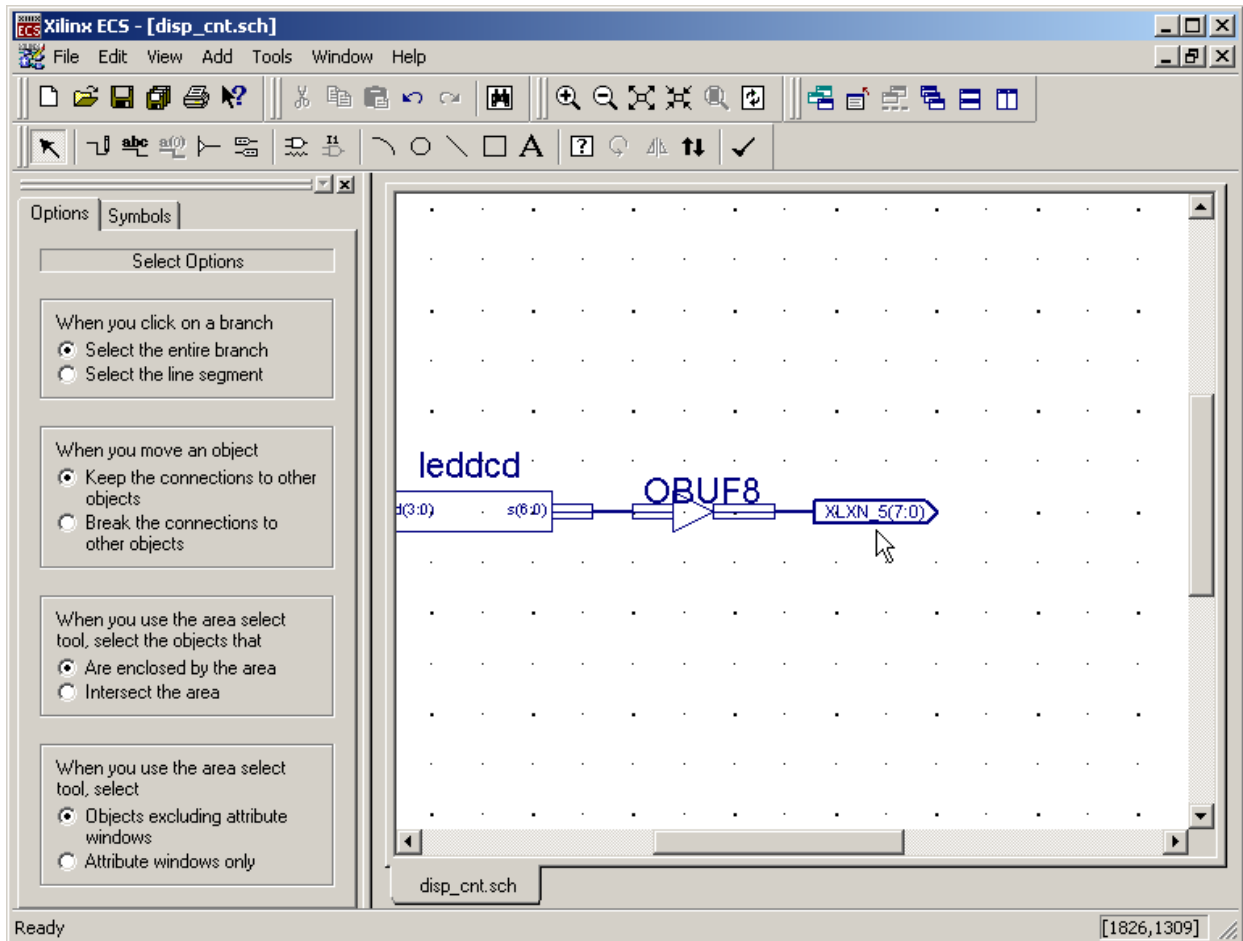 Xilinx ECS - [disp_cnt.sch]
File Edit View Add Tools Window Help
abc a(0) I1 A ?
Options Symbols
Select Options
When you click on a branch
Select the entire branch
Select the line segment
When you move an object
Keep the connections to other
objects
Break the connections to
other objects
When you use the area select
tool, select the objects that
Are enclosed by the area
Intersect the area
When you use the area select
tool, select
Objects excluding attribute
windows
Attribute windows only
leddcd
OBUF8
d(3:0) s(6:0) XLXN_5(7:0)
disp_cnt.sch
Ready [1826,1309]